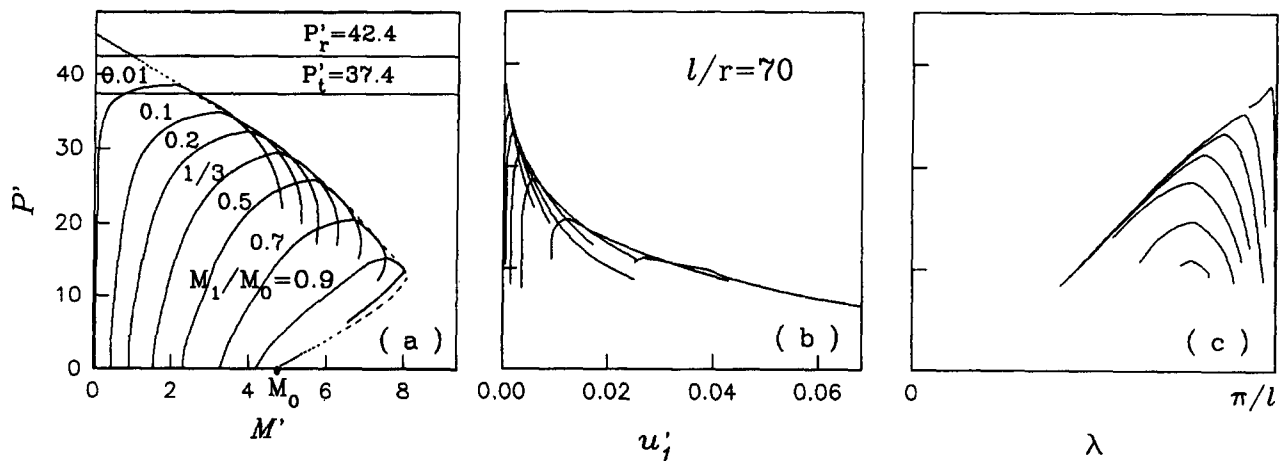 P'r=42.4
P't=37.4
40
30
20
10
0
0.01
0.1
0.2
1/3
0.5
0.7
M1/M0=0.9
( a )
0 2 4 6 8
M0
P'
M'
l/r=70
( b )
0.00 0.02 0.04 0.06
u'1
( c )
0 π/l
λ